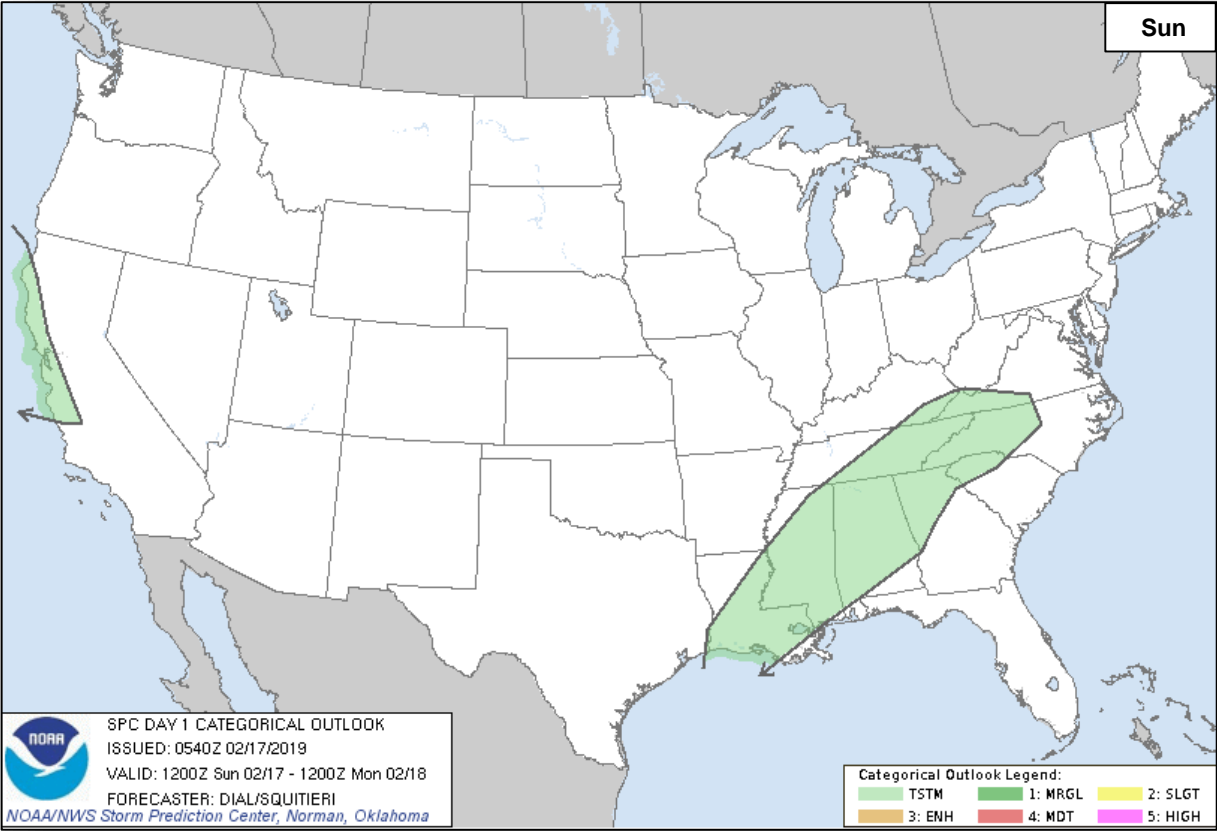 Sun
NOAA
SPC DAY 1 CATEGORICAL OUTLOOK
ISSUED: 0540Z 02/17/2019
VALID: 1200Z Sun 02/17 - 1200Z Mon 02/18
FORECASTER: DIAL/SQUITIERI
NOAA/NWS Storm Prediction Center, Norman, Oklahoma
Categorical Outlook Legend:
TSTM 1: MRGL 2: SLGT
3: ENH 4: MDT 5: HIGH